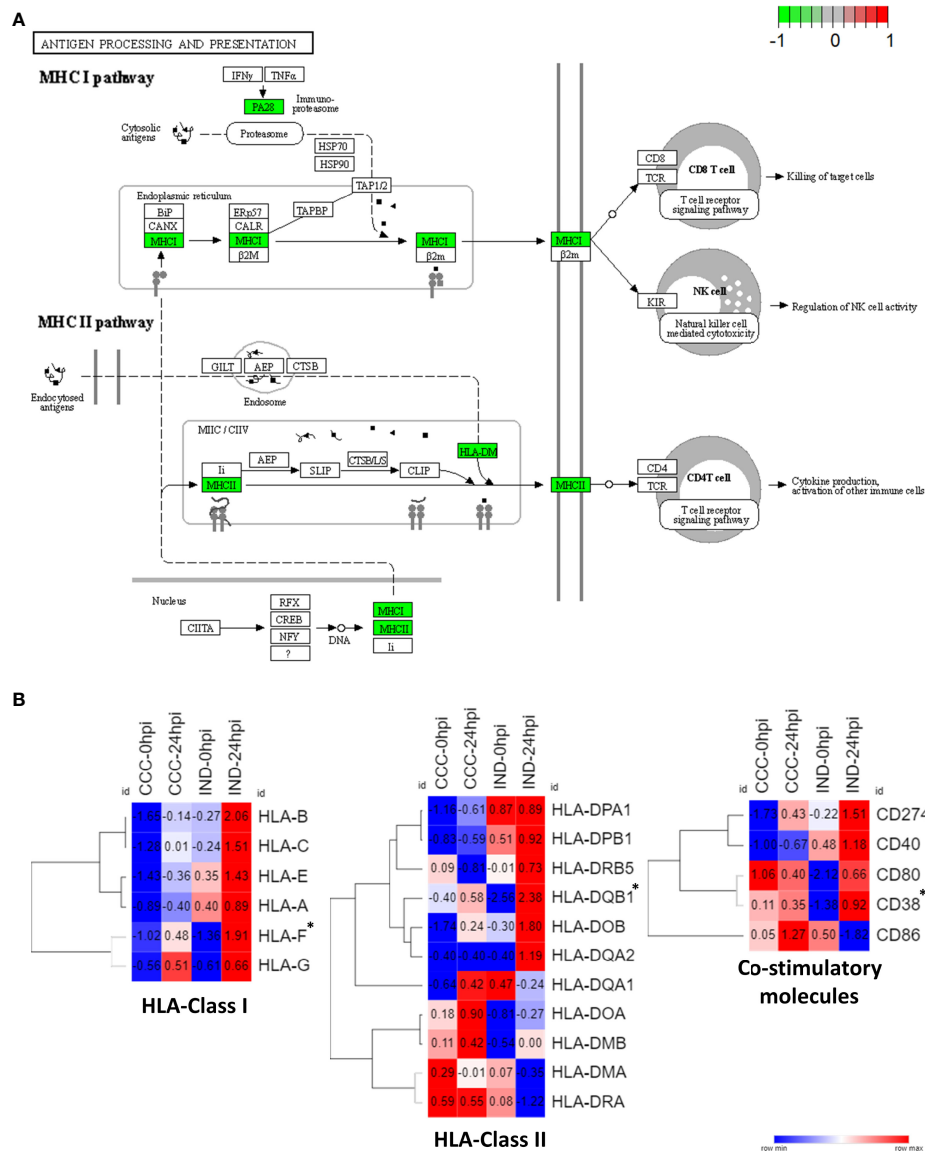 A
-1 0 1
ANTIGEN PROCESSING AND PRESENTATION
MHC I pathway
IFNγ TNFα
PA28 Immuno-
proteasome
Cytosolic
antigens
Proteasome
HSP70
HSP90
TAP1/2
TAPBP
Endoplasmic reticulum
BiP
CANX
MHCI
ERp57
CALR
MHCI
β2M
MHCI
β2m
MHCI
β2m
CD8
TCR
CD8 T cell
T cell receptor
signaling pathway
Killing of target cells
KIR
NK cell
Natural killer cell
mediated cytotoxicity
Regulation of NK cell activity
MHC II pathway
Endocytosed
antigens
GILT AEP CTSB
Endosome
MIIC / CIIV
Ii
MHCII
AEP
SLIP
CTSB/L/S
CLIP
HLA-DM
MHCII
CD4
TCR
CD4T cell
T cell receptor
signaling pathway
Cytokine production,
activation of other immune cells
Nucleus
CIITA
RFX
CREB
NFY
?
DNA
MHCI
MHCII
Ii
B
id CCC-0hpi CCC-24hpi IND-0hpi IND-24hpi id
-1.65 -0.14 -0.27 2.06 HLA-B
-1.28 0.01 -0.24 1.51 HLA-C
-1.43 -0.36 0.35 1.43 HLA-E
-0.89 -0.40 0.40 0.89 HLA-A
-1.02 0.48 -1.36 1.91 HLA-F*
-0.56 0.51 -0.61 0.66 HLA-G
HLA-Class I
id CCC-0hpi CCC-24hpi IND-0hpi IND-24hpi id
-1.16 -0.61 0.87 0.89 HLA-DPA1
-0.83 -0.59 0.51 0.92 HLA-DPB1
0.09 -0.81 -0.01 0.73 HLA-DRB5
-0.40 0.58 -2.56 2.38 HLA-DQB1*
-1.74 0.24 -0.30 1.80 HLA-DOB
-0.40 -0.40 -0.40 1.19 HLA-DQA2
-0.64 0.42 0.47 -0.24 HLA-DQA1
0.18 0.90 -0.81 -0.27 HLA-DOA
0.11 0.42 -0.54 0.00 HLA-DMB
0.29 -0.01 0.07 -0.35 HLA-DMA
0.59 0.55 0.08 -1.22 HLA-DRA
HLA-Class II
id CCC-0hpi CCC-24hpi IND-0hpi IND-24hpi id
-1.73 0.43 -0.22 1.51 CD274
-1.00 -0.67 0.48 1.18 CD40
1.06 0.40 -2.12 0.66 CD80
0.11 0.35 -1.38 0.92 CD38*
0.05 1.27 0.50 -1.82 CD86
Co-stimulatory
molecules
row min row max